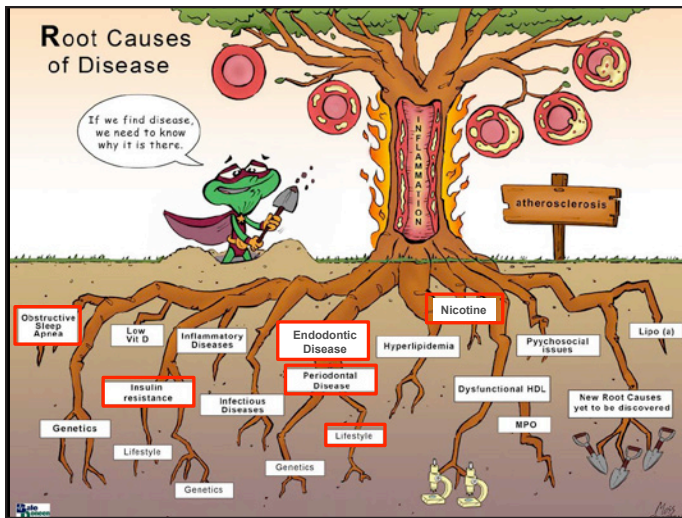 Root Causes
of Disease
If we find disease,
we need to know
why it is there.
INFLAMMATION
atherosclerosis
Obstructive
Sleep
Apnea
Low
Vit D
Inflammatory
Diseases
Endodontic
Disease
Nicotine
Hyperlipidemia
Pyychosocial
issues
Lipo (a)
Insulin
resistance
Periodontal
Disease
Infectious
Diseases
Dysfunctional HDL
New Root Causes
yet to be discovered
Genetics
Lifestyle
Lifestyle
MPO
Genetics
Genetics